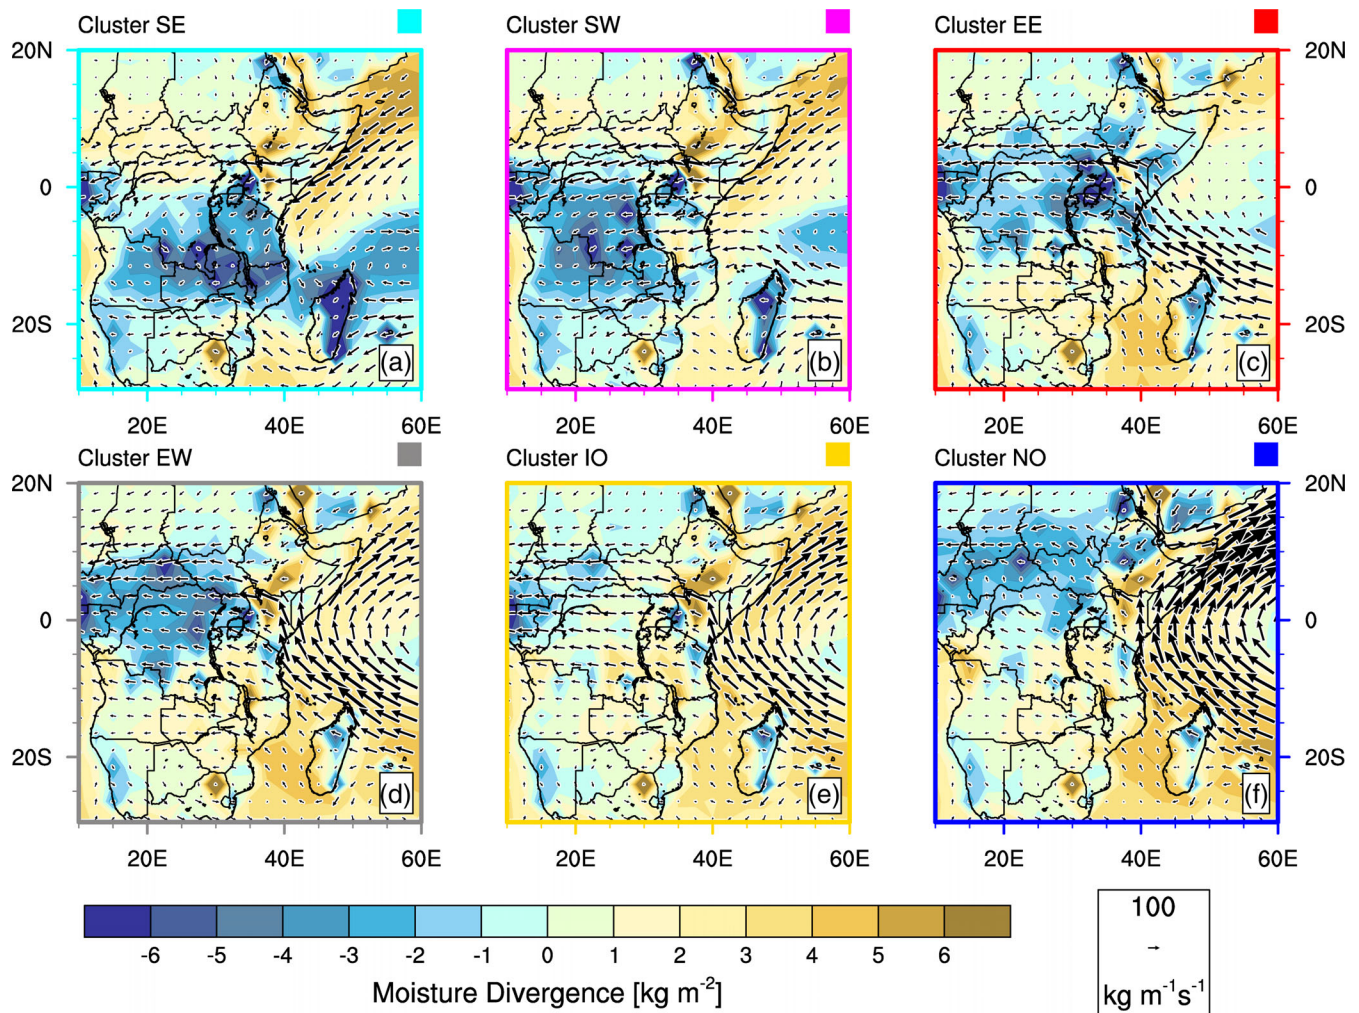 Cluster SE
Cluster SW
Cluster EE
20N
0
20S
(a)
(b)
(c)
20N
0
20S
20E
40E
60E
20E
40E
60E
20E
40E
60E
Cluster EW
Cluster IO
Cluster NO
20N
0
20S
(d)
(e)
(f)
20N
0
20S
20E
40E
60E
20E
40E
60E
20E
40E
60E
-6 -5 -4 -3 -2 -1 0 1 2 3 4 5 6
Moisture Divergence [kg m⁻²]
100
kg m⁻¹s⁻¹